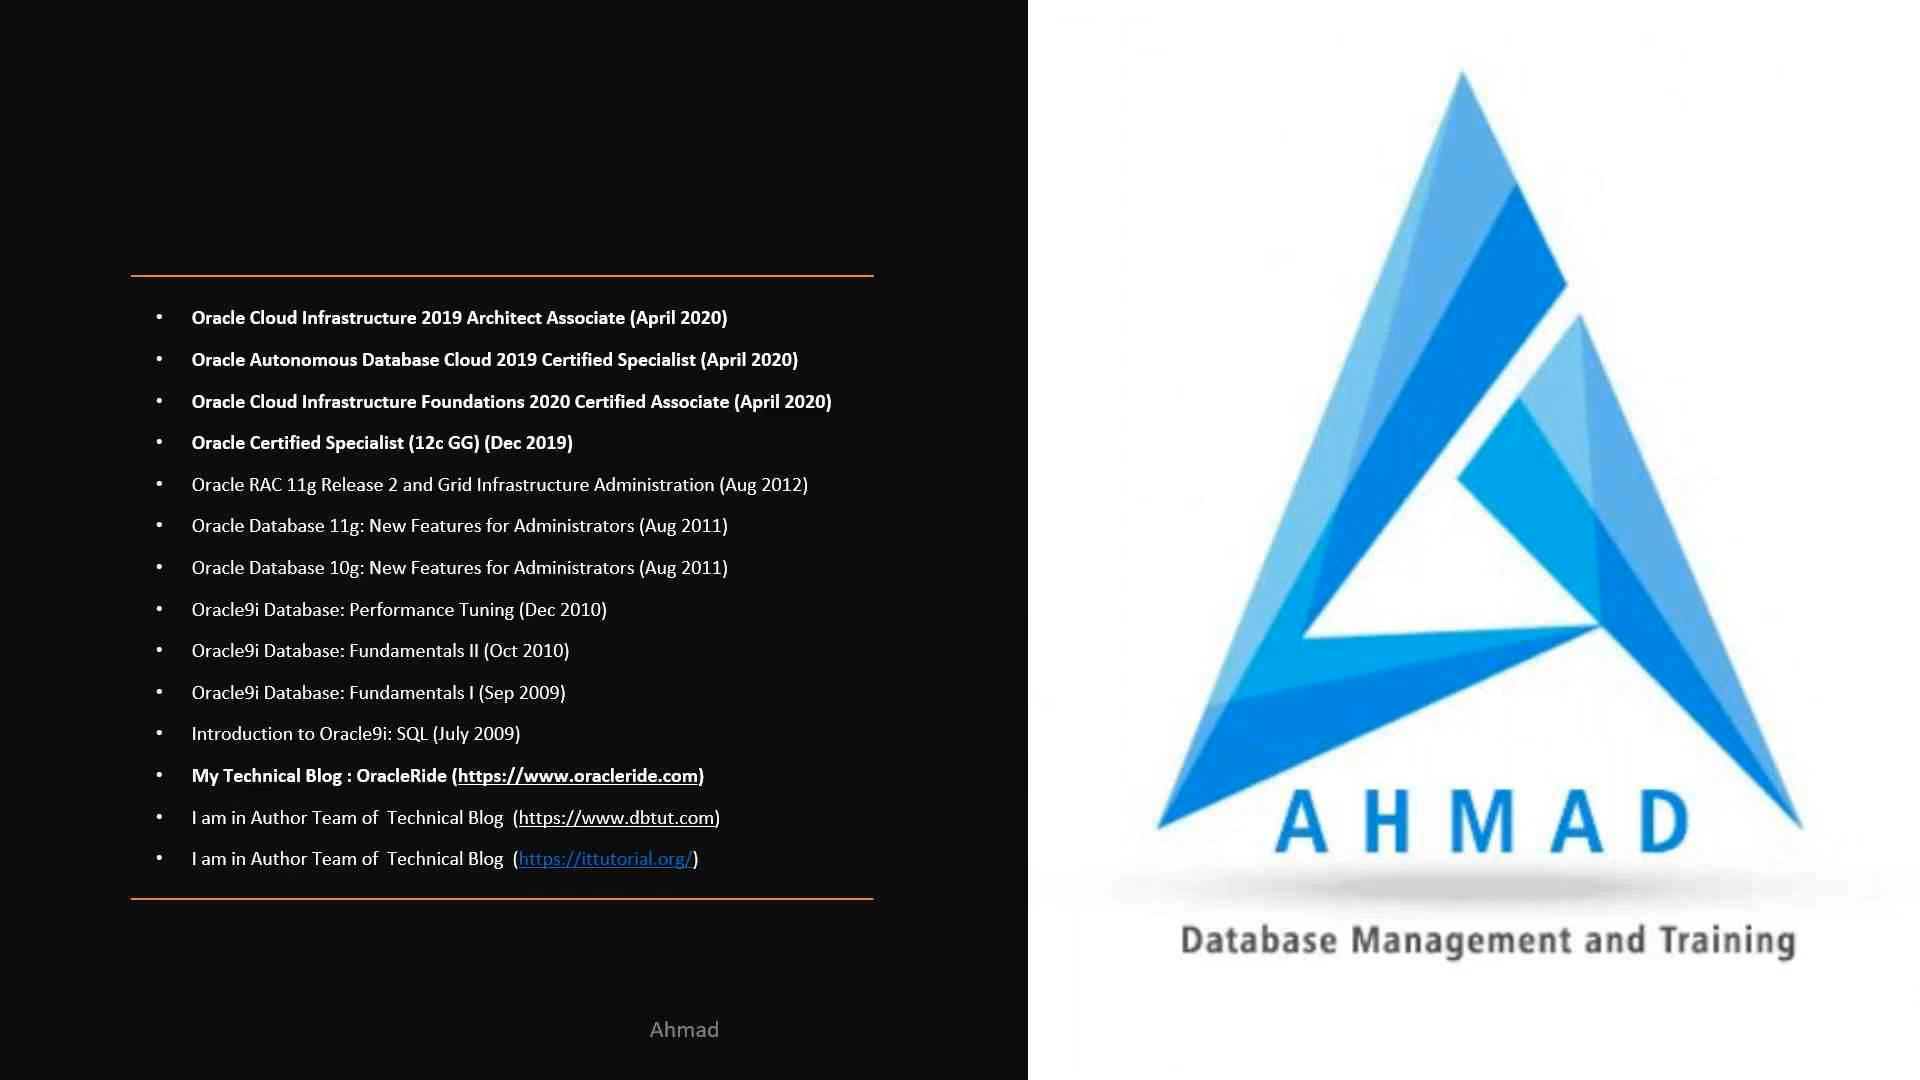 • Oracle Cloud Infrastructure 2019 Architect Associate (April 2020)
• Oracle Autonomous Database Cloud 2019 Certified Specialist (April 2020)
• Oracle Cloud Infrastructure Foundations 2020 Certified Associate (April 2020)
• Oracle Certified Specialist (12c GG) (Dec 2019)
• Oracle RAC 11g Release 2 and Grid Infrastructure Administration (Aug 2012)
• Oracle Database 11g: New Features for Administrators (Aug 2011)
• Oracle Database 10g: New Features for Administrators (Aug 2011)
• Oracle9i Database: Performance Tuning (Dec 2010)
• Oracle9i Database: Fundamentals II (Oct 2010)
• Oracle9i Database: Fundamentals I (Sep 2009)
• Introduction to Oracle9i: SQL (July 2009)
• My Technical Blog : OracleRide (https://www.oracleride.com)
• I am in Author Team of  Technical Blog  (https://www.dbtut.com)
• I am in Author Team of  Technical Blog  (https://ittutorial.org/)
Ahmad
AHMAD
Database Management and Training